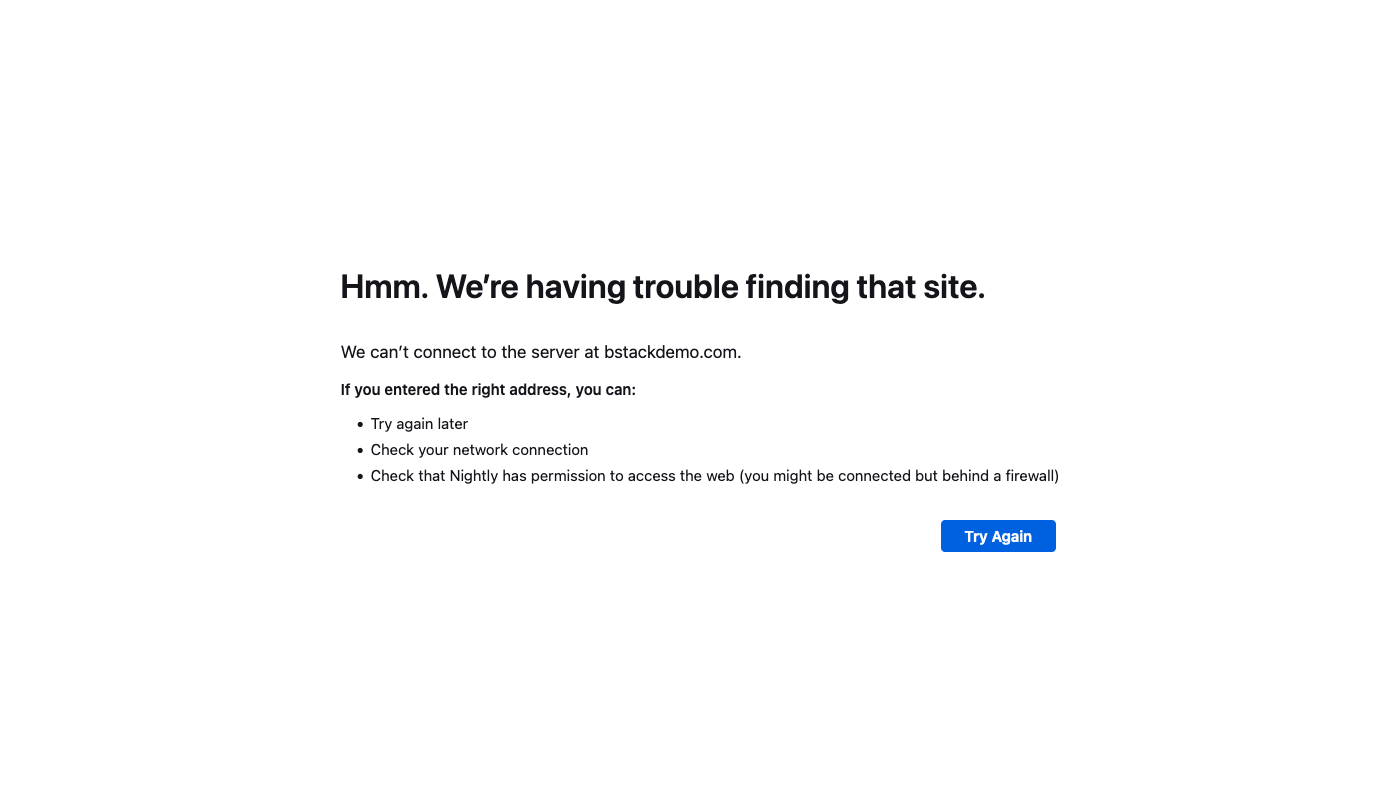 Hmm. We’re having trouble finding that site.
We can’t connect to the server at bstackdemo.com.
If you entered the right address, you can:
• Try again later
• Check your network connection
• Check that Nightly has permission to access the web (you might be connected but behind a firewall)
Try Again